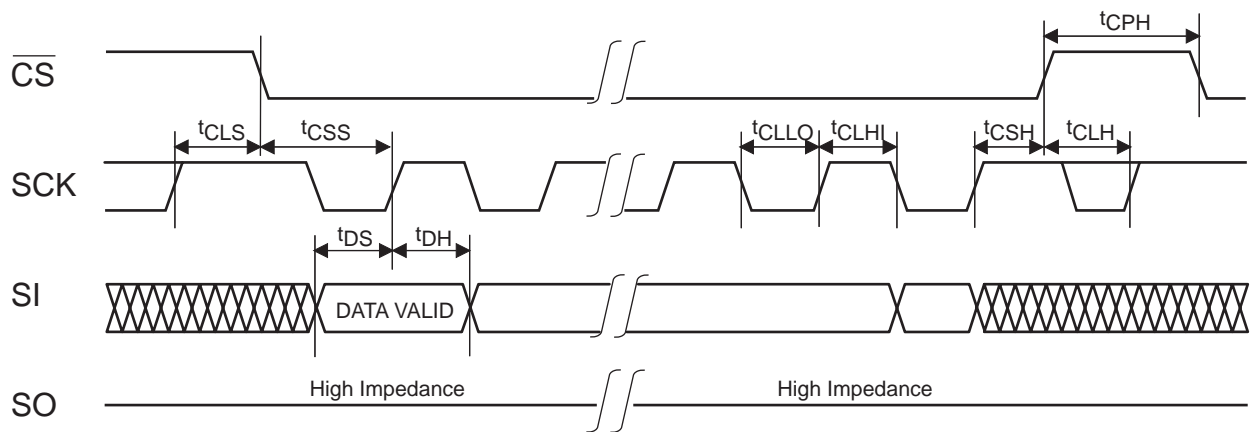 tCPH
CS
tCLS
tCSS
tCLLO
tCLHI
tCSH
tCLH
SCK
tDS
tDH
SI
DATA VALID
High Impedance
High Impedance
SO